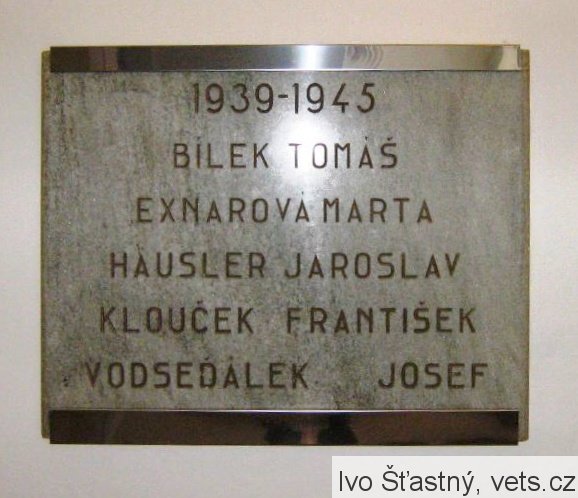 1939-1945
BÍLEK TOMÁŠ
EXNAROVÁ MARTA
HÄUSLER JAROSLAV
KLOUČEK FRANTIŠEK
VODSEĎÁLEK JOSEF
Ivo Šťastný, vets.cz